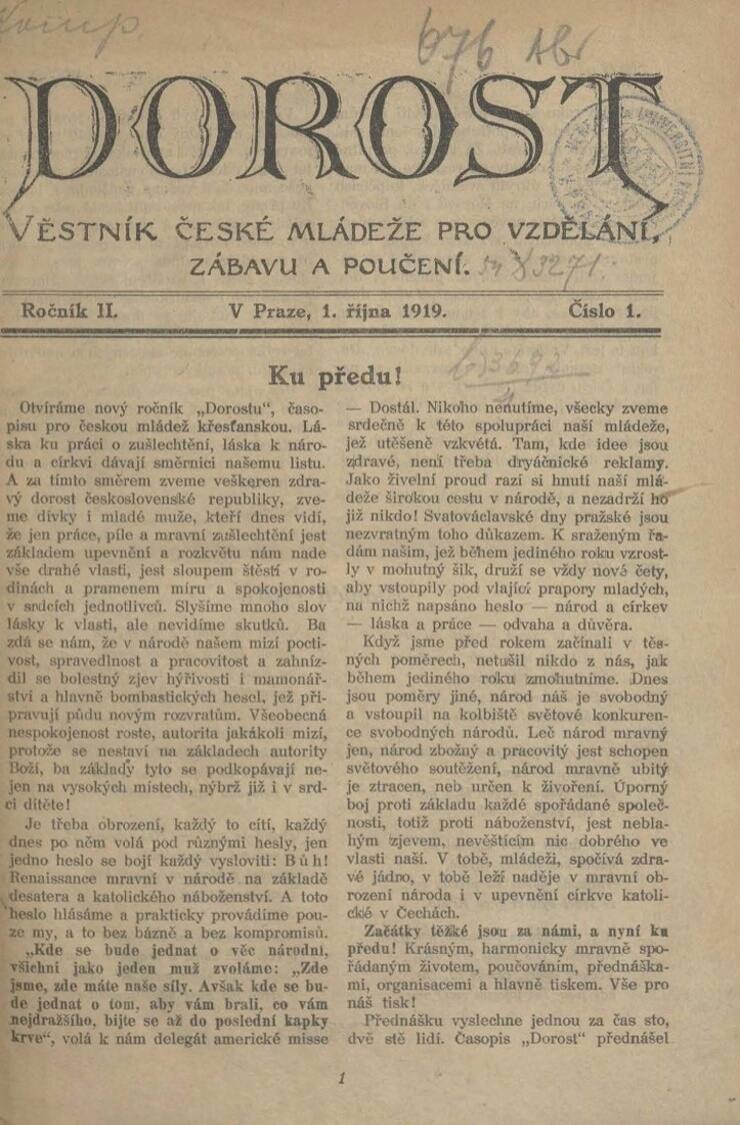 676 Abr
DOROST
VĚSTNÍK ČESKÉ MLÁDEŽE PRO VZDĚLÁNÍ,
ZÁBAVU A POUČENÍ.
Ročník II.
V Praze, 1. října 1919.
Číslo 1.
Ku předu!
Otvíráme nový ročník „Dorostu“, časo-
pisu pro českou mládež křesťanskou. Lá-
ska ku práci o zušlechtění, láska k náro-
du a církvi dávají směrnici našemu listu.
A za tímto směrem zveme veškeren zdra-
vý dorost československé republiky, zve-
me dívky i mladé muže, kteří dnes vidí,
že jen práce, píle a mravní zušlechtění jest
základem upevnění a rozkvětu nám nade
vše drahé vlasti, jest sloupem štěstí v ro-
dinách a pramenem míru a spokojenosti
v srdcích jednotlivců. Slyšíme mnoho slov
lásky k vlasti, ale nevidíme skutků. Ba
zdá se nám, že v národě našem mizí pocti-
vost, spravedlnost a pracovitost a zahníz-
dil se bolestný zjev hýřivosti i mamonář-
ství a hlavně bombastických hesel, jež při-
pravují půdu novým rozvratům. Všeobecná
nespokojenost roste, autorita jakákoli mizí,
protože se nestaví na základech autority
Boží, ba základy tyto se podkopávají ne-
jen na vysokých místech, nýbrž již i v srd-
ci dítěte!
Je třeba obrození, každý to cítí, každý
dnes po něm volá pod různými hesly, jen
jedno heslo se bojí každý vysloviti: Bůh!
Renaissance mravní v národě na základě
desatera a katolického náboženství. A toto
heslo hlásáme a prakticky provádíme pou-
ze my, a to bez bázně a bez kompromisů.
„Kde se bude jednat o věc národní,
všichni jako jeden muž zvoláme: „Zde
jsme, zde máte naše síly. Avšak kde se bu-
de jednat o tom, aby vám brali, co vám
nejdražšího, bijte se až do poslední kapky
krve“, volá k nám delegát americké misse
— Dostál. Nikoho nenutíme, všecky zveme
srdečně k této spolupráci naší mládeže,
jež utěšeně vzkvétá. Tam, kde idee jsou
zdravé, není třeba dryáčnické reklamy.
Jako živelní proud razí si hnutí naší mlá-
deže širokou cestu v národě, a nezadrží ho
již nikdo! Svatováclavské dny pražské jsou
nezvratným toho důkazem. K sraženým řa-
dám našim, jež během jediného roku vzrost-
ly v mohutný šik, druží se vždy nové čety,
aby vstoupily pod vlající prapory mladých,
na nichž napsáno heslo — národ a církev
— láska a práce — odvaha a důvěra.
Když jsme před rokem začínali v těs-
ných poměrech, netušil nikdo z nás, jak
během jediného roku zmohutníme. Dnes
jsou poměry jiné, národ náš je svobodný
a vstoupil na kolbiště světové konkuren-
ce svobodných národů. Leč národ mravný
jen, národ zbožný a pracovitý jest schopen
světového soutěžení, národ mravně ubitý
je ztracen, neb určen k živoření. Úporný
boj proti základu každé spořádané společ-
nosti, totiž proti náboženství, jest neblá-
hým zjevem, nevěštícím nic dobrého ve
vlasti naší. V tobě, mládeži, spočívá zdra-
vé jádro, v tobě leží naděje v mravní ob-
rození národa i v upevnění církve katoli-
cké v Čechách.
Začátky těžké jsou za námi, a nyní ku
předu! Krásným, harmonicky mravně spo-
řádaným životem, poučováním, přednáška-
mi, organisacemi a hlavně tiskem. Vše pro
náš tisk!
Přednášku vyslechne jednou za čas sto,
dvě stě lidí. Časopis „Dorost“ přednášel
1